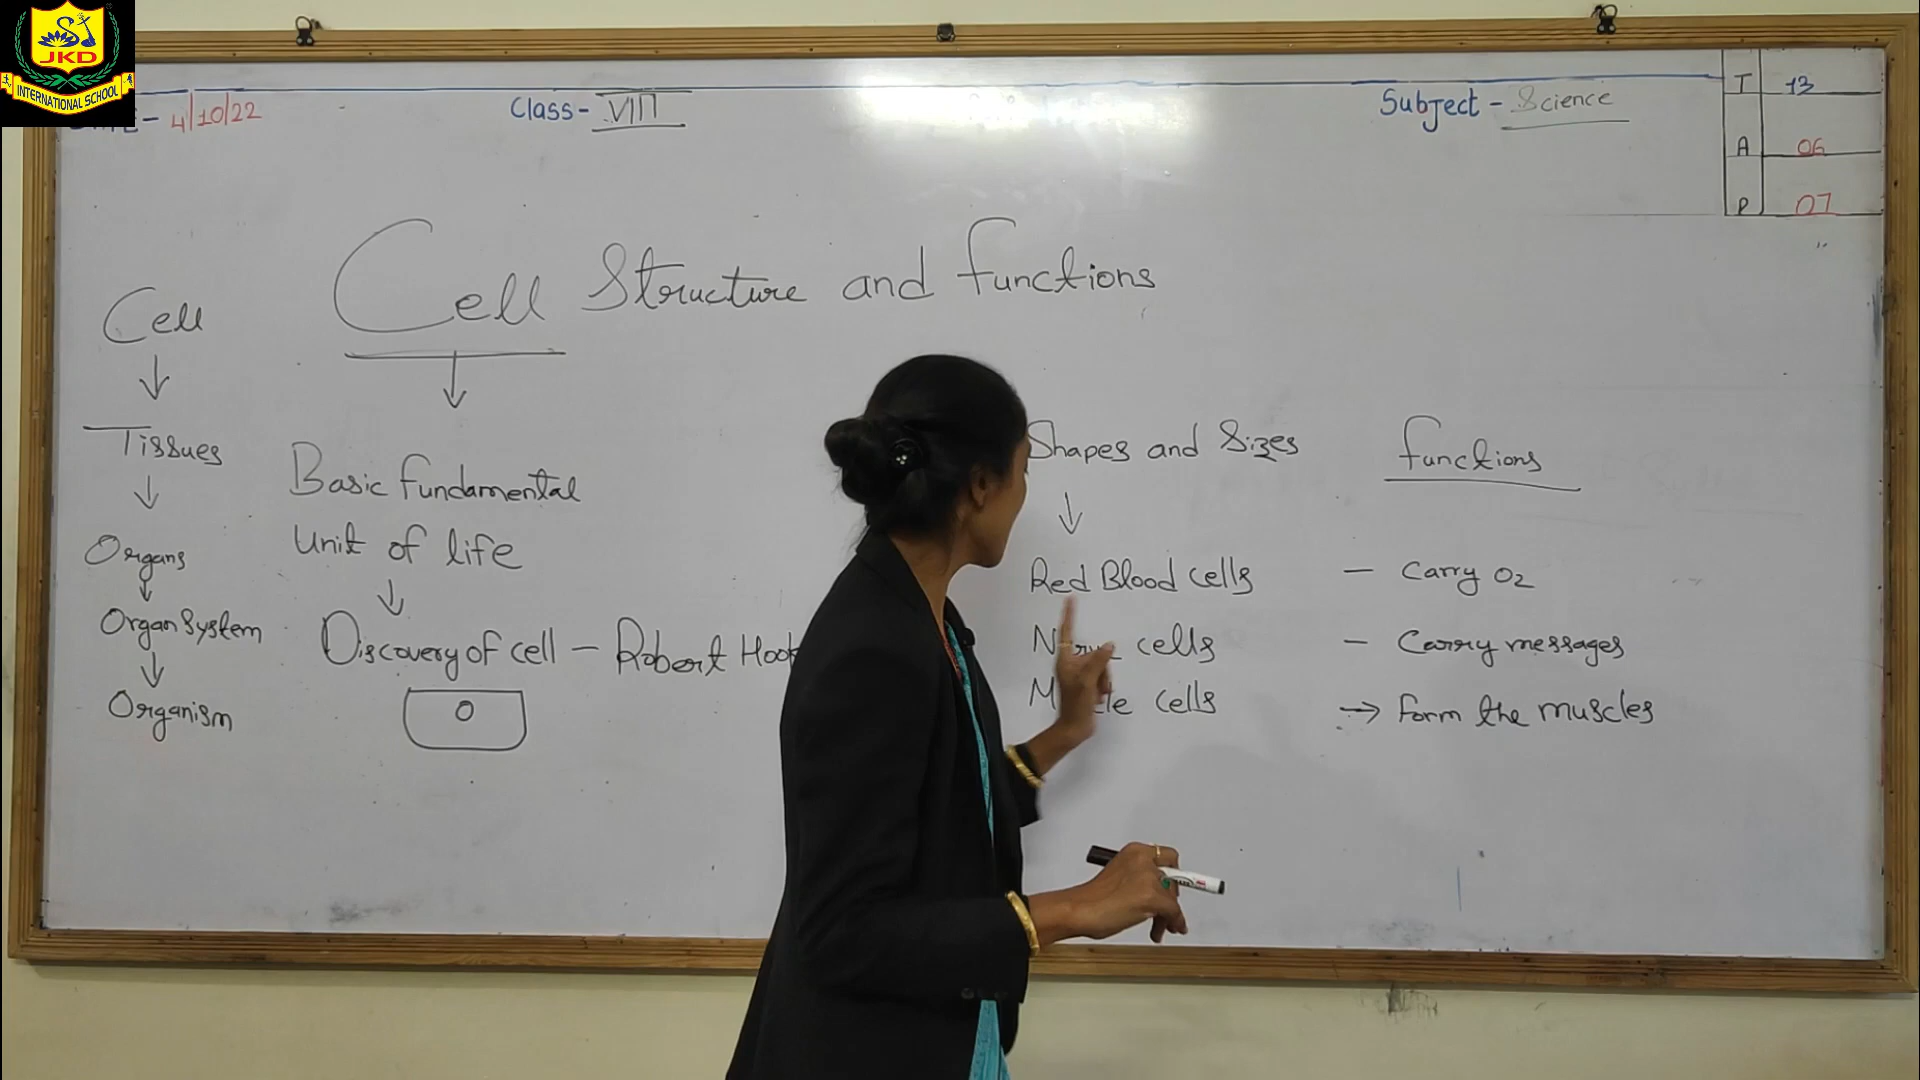 JKD
INTERNATIONAL SCHOOL
4/10/22
Class- VIII
Subject - Science
T 13
A 06
P 07
Cell Structure and functions
Cell
Tissues
Organs
Organ System
Organism
Basic fundamental
Unit of life
Discovery of cell - Robert
Shapes and Sizes
Red Blood cells
cells
cells
functions
- Carry O2
- Carry messages
→ Form the muscles